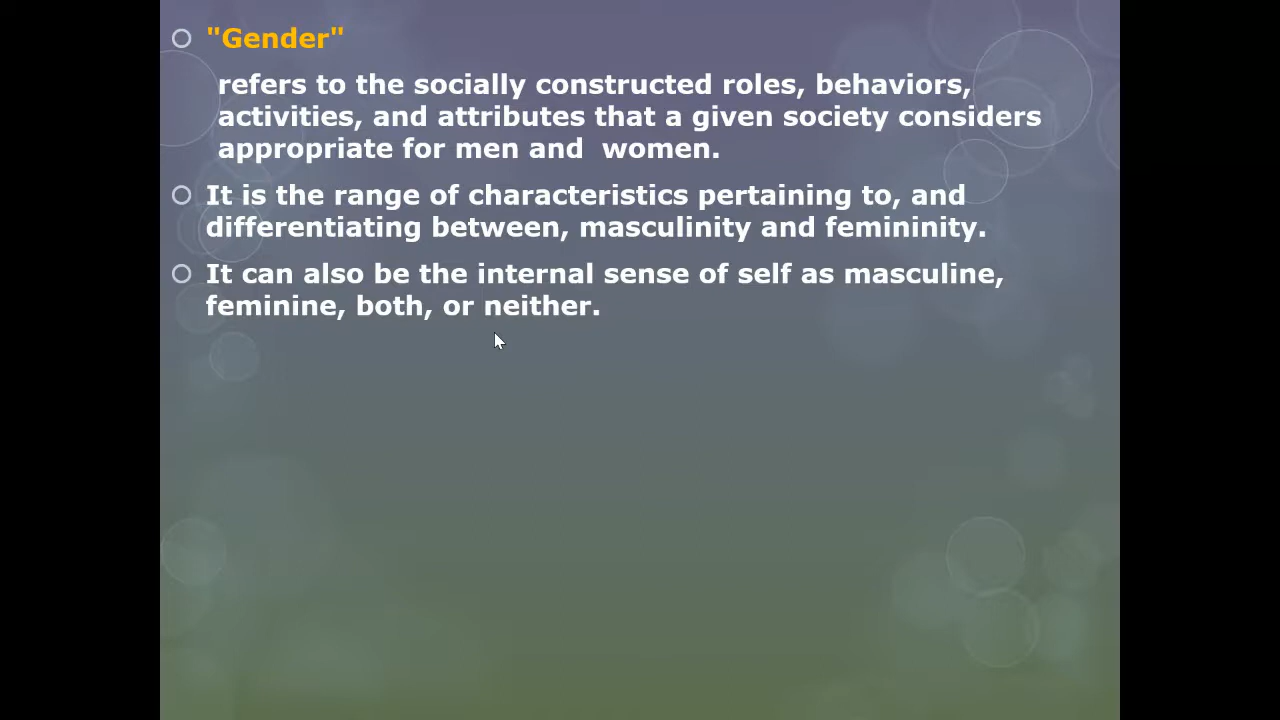 "Gender"
refers to the socially constructed roles, behaviors,
activities, and attributes that a given society considers
appropriate for men and  women.
It is the range of characteristics pertaining to, and
differentiating between, masculinity and femininity.
It can also be the internal sense of self as masculine,
feminine, both, or neither.